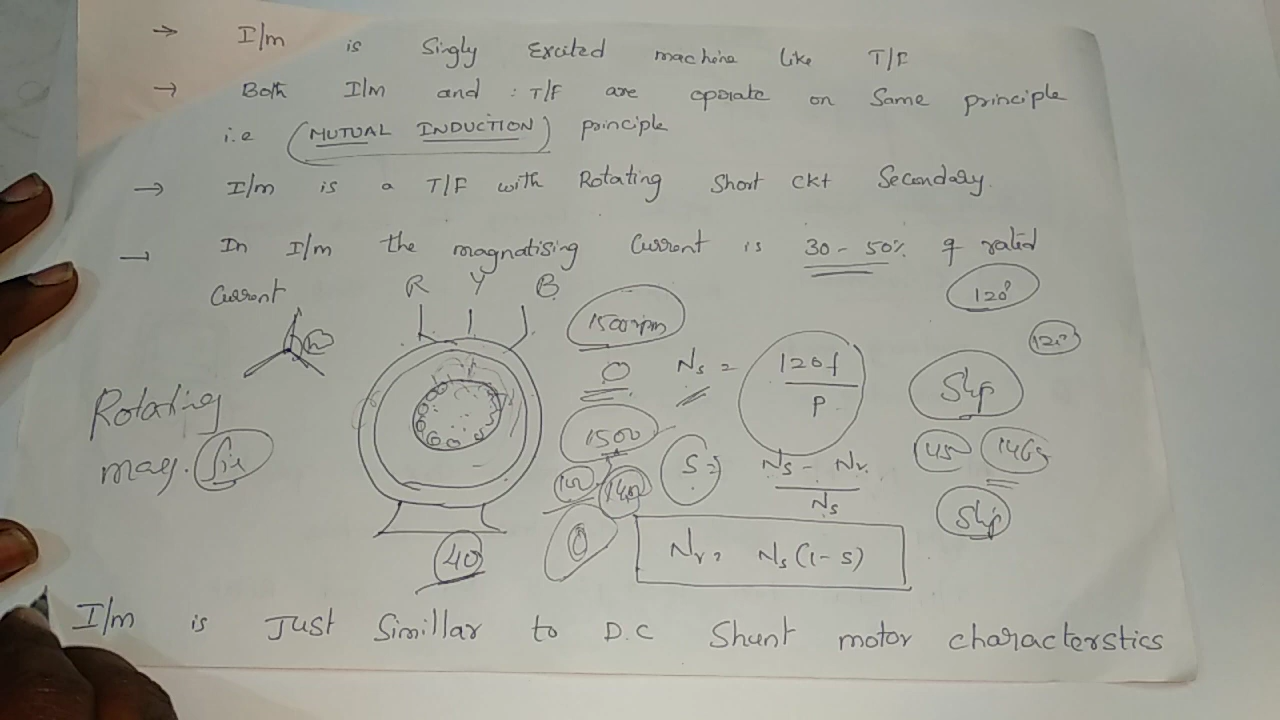 → I/m is Singly Excited machine like T/F
→ Both I/m and : T/F are operate on Same principle
i.e (MUTUAL INDUCTION) principle
→ I/m is a T/F with Rotating Short ckt Secondary.
→ In I/m the magnatising Current is 30 - 50% of rated
Current
R Y B
120°
120°
1500rpm
0
Ns = 120f / P
Slip
Rotating
mag.
1500
S = Ns - Nr / Ns
1465
Slip
0
Nr = Ns (1 - s)
40
I/m is Just Simillar to D.C Shunt motor characterstics